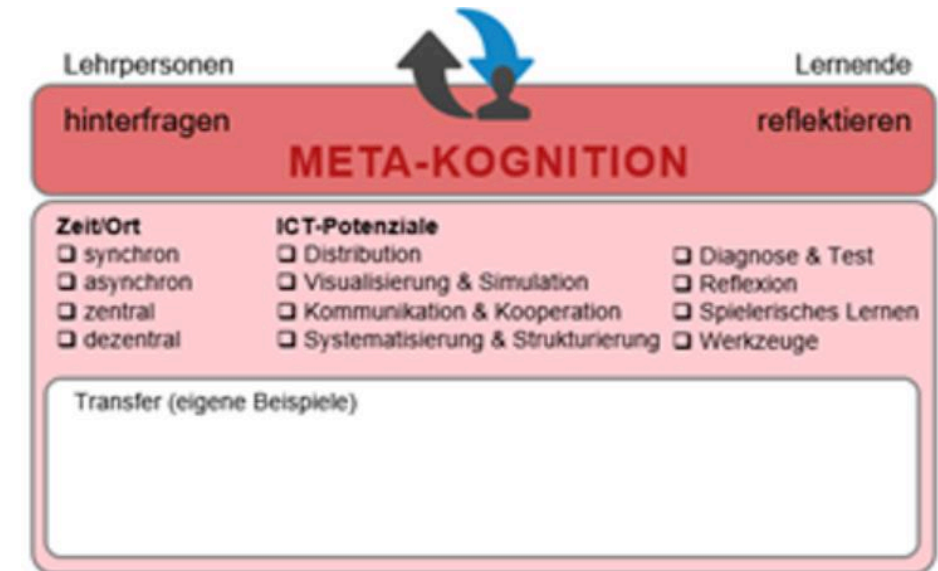 Lehrpersonen
Lernende
hinterfragen
reflektieren
META-KOGNITION
Zeit/Ort
❑ synchron
❑ asynchron
❑ zentral
❑ dezentral
ICT-Potenziale
❑ Distribution
❑ Visualisierung & Simulation
❑ Kommunikation & Kooperation
❑ Systematisierung & Strukturierung
❑ Diagnose & Test
❑ Reflexion
❑ Spielerisches Lernen
❑ Werkzeuge
Transfer (eigene Beispiele)